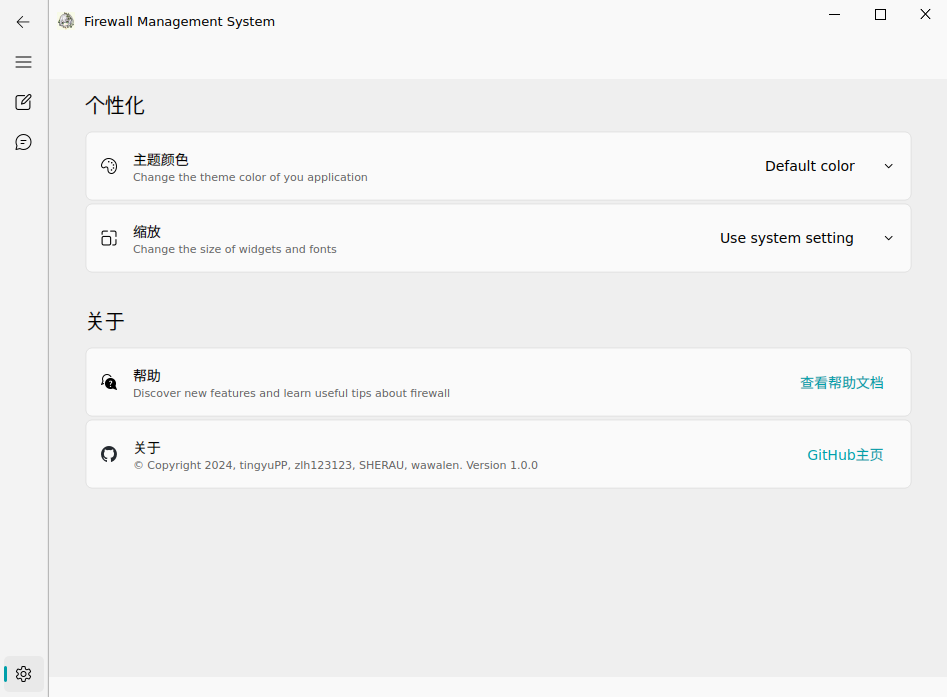 Firewall Management System
个性化
主题颜色
Change the theme color of you application
Default color
缩放
Change the size of widgets and fonts
Use system setting
关于
帮助
Discover new features and learn useful tips about firewall
查看帮助文档
关于
© Copyright 2024, tingyuPP, zlh123123, SHERAU, wawalen. Version 1.0.0
GitHub主页